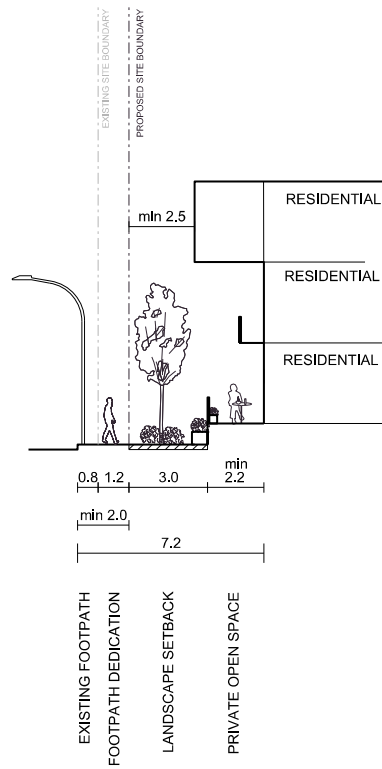 EXISTING SITE BOUNDARY
PROPOSED SITE BOUNDARY
min 2.5
RESIDENTIAL
RESIDENTIAL
RESIDENTIAL
0.8
1.2
3.0
min
2.2
min 2.0
7.2
EXISTING FOOTPATH
FOOTPATH DEDICATION
LANDSCAPE SETBACK
PRIVATE OPEN SPACE